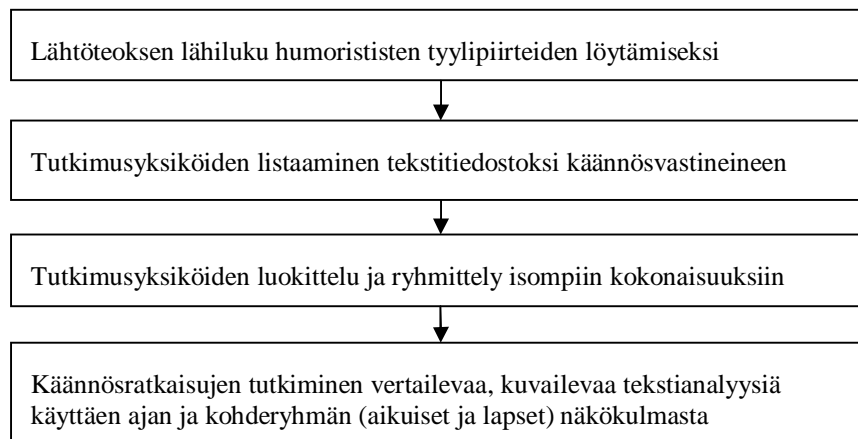 Lähtöteoksen lähiluku humorististen tyylipiirteiden löytämiseksi
Tutkimusyksiköiden listaaminen tekstitiedostoksi käännösvastineineen
Tutkimusyksiköiden luokittelu ja ryhmittely isompiin kokonaisuuksiin
Käännösratkaisujen tutkiminen vertailevaa, kuvailevaa tekstianalyysiä
käyttäen ajan ja kohderyhmän (aikuiset ja lapset) näkökulmasta